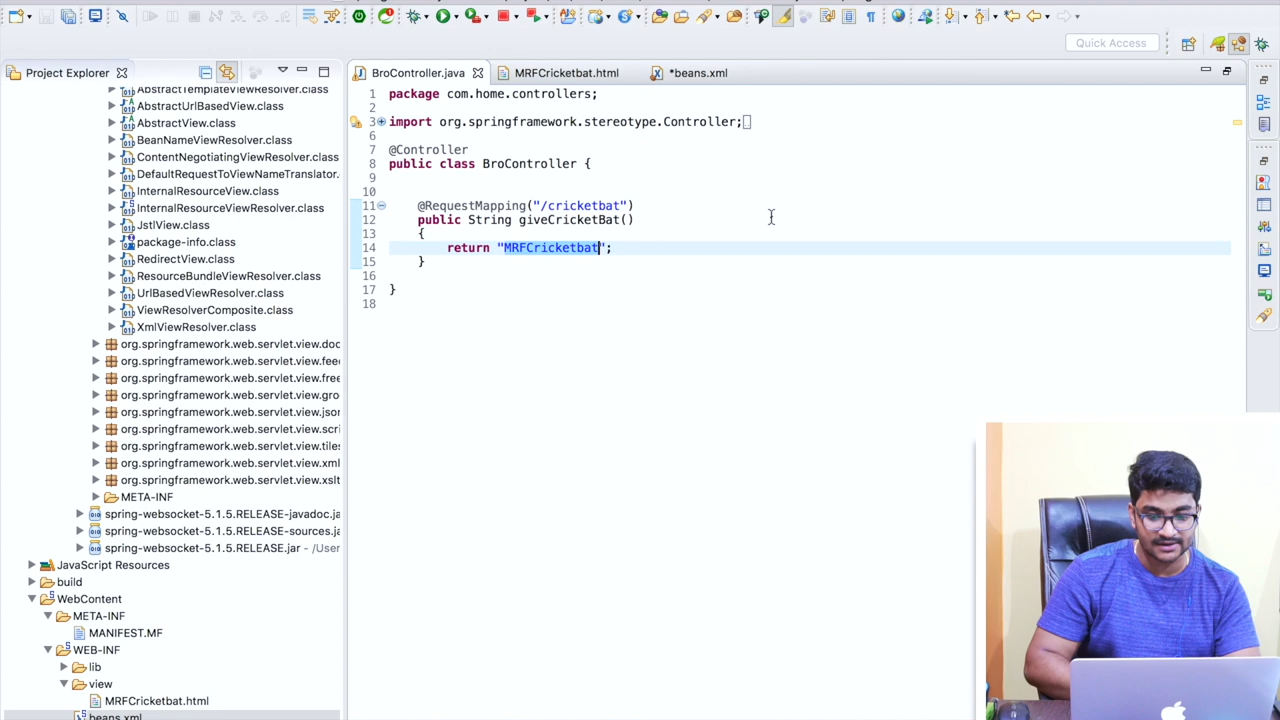 Quick Access
Project Explorer
BroController.java
MRFCricketbat.html
*beans.xml
AbstractTemplateViewResolver.class
AbstractUrlBasedView.class
AbstractView.class
BeanNameViewResolver.class
ContentNegotiatingViewResolver.class
DefaultRequestToViewNameTranslator.
InternalResourceView.class
InternalResourceViewResolver.class
JstlView.class
package-info.class
RedirectView.class
ResourceBundleViewResolver.class
UrlBasedViewResolver.class
ViewResolverComposite.class
XmlViewResolver.class
org.springframework.web.servlet.view.doc
org.springframework.web.servlet.view.feed
org.springframework.web.servlet.view.free
org.springframework.web.servlet.view.gro
org.springframework.web.servlet.view.json
org.springframework.web.servlet.view.scri
org.springframework.web.servlet.view.tiles
org.springframework.web.servlet.view.xml
org.springframework.web.servlet.view.xslt
META-INF
spring-websocket-5.1.5.RELEASE-javadoc.ja
spring-websocket-5.1.5.RELEASE-sources.ja
spring-websocket-5.1.5.RELEASE.jar - /User
JavaScript Resources
build
WebContent
META-INF
MANIFEST.MF
WEB-INF
lib
view
MRFCricketbat.html
beans.xml
1 package com.home.controllers;
2
3 import org.springframework.stereotype.Controller;
6
7 @Controller
8 public class BroController {
9
10
11 @RequestMapping("/cricketbat")
12 public String giveCricketBat()
13 {
14 return "MRFCricketbat";
15 }
16
17 }
18